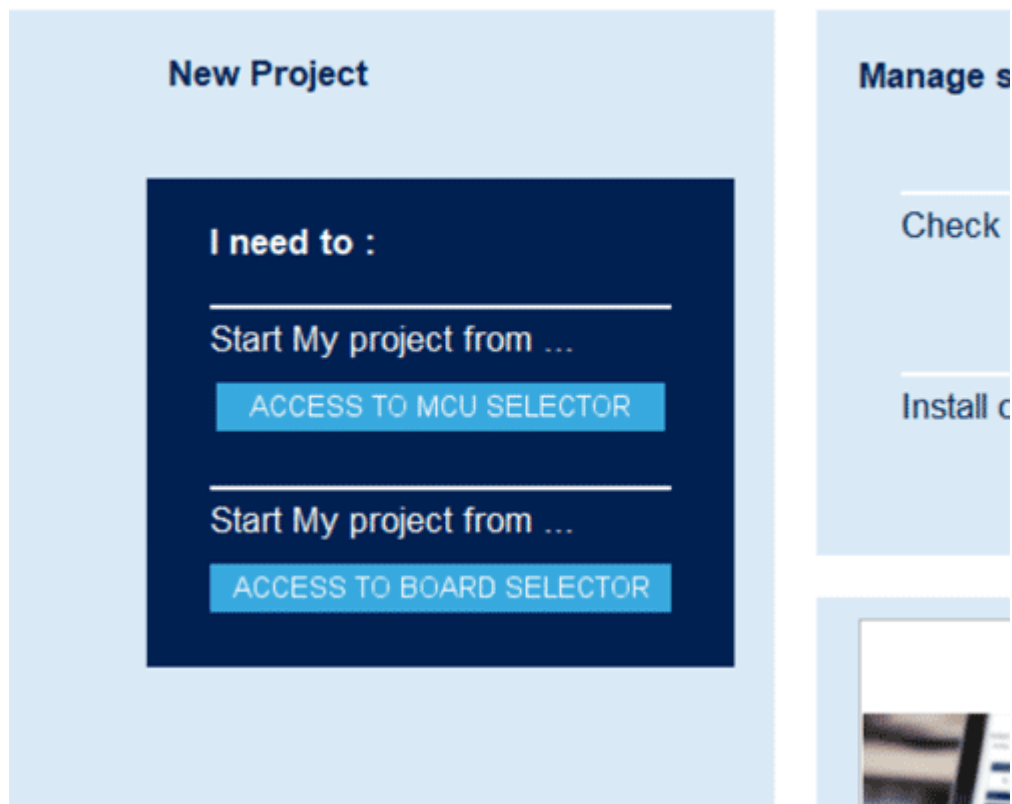 New Project
I need to :
Start My project from ...
ACCESS TO MCU SELECTOR
Start My project from ...
ACCESS TO BOARD SELECTOR
Manage s
Check
Install